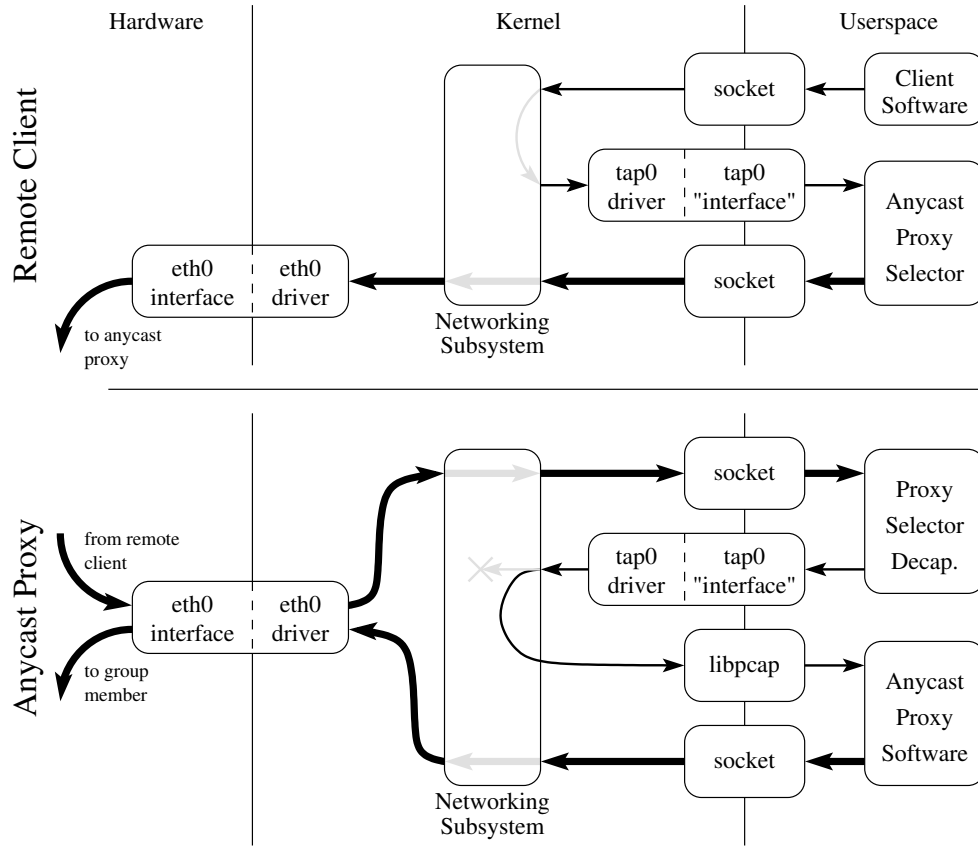 Hardware
Kernel
Userspace
Remote Client
socket
Client
Software
tap0
driver
tap0
"interface"
Anycast
Proxy
Selector
eth0
interface
eth0
driver
socket
to anycast
proxy
Networking
Subsystem
Anycast Proxy
socket
Proxy
Selector
Decap.
from remote
client
tap0
driver
tap0
"interface"
eth0
interface
eth0
driver
to group
member
libpcap
Anycast
Proxy
Software
socket
Networking
Subsystem